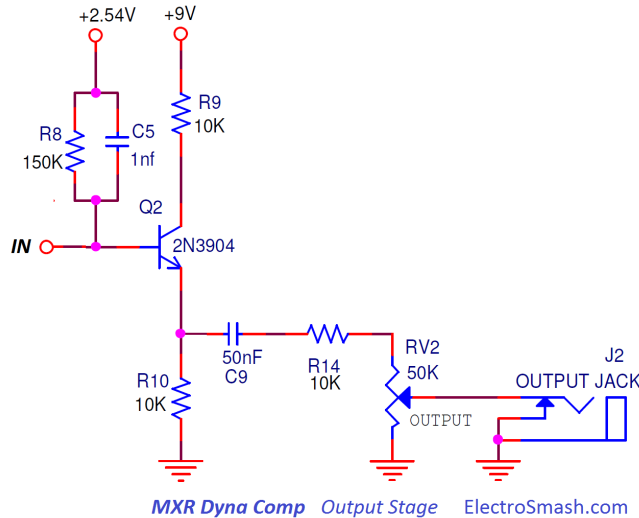 +2.54V
+9V
R8
150K
C5
1nf
R9
10K
Q2
2N3904
IN
50nF
C9
R14
10K
RV2
50K
OUTPUT
J2
OUTPUT JACK
R10
10K
MXR Dyna Comp Output Stage ElectroSmash.com